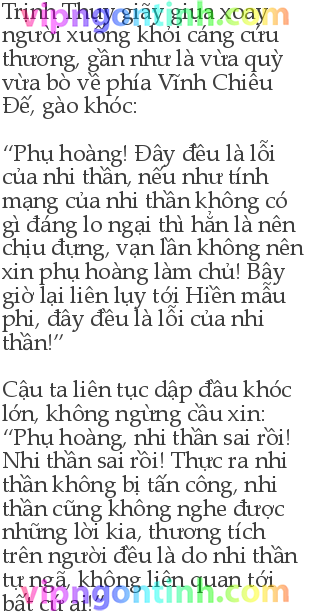 Trịnh Thụy giãy giụa xoay
người xuống khỏi cáng cứu
thương, gần như là vừa quỳ
vừa bò về phía Vĩnh Chiêu
Đế, gào khóc:
“Phụ hoàng! Đây đều là lỗi
của nhi thần, nếu như tính
mạng của nhi thần không có
gì đáng lo ngại thì hẳn là nên
chịu đựng, vạn lần không nên
xin phụ hoàng làm chủ! Bây
giờ lại liên lụy tới Hiền mẫu
phi, đây đều là lỗi của nhi
thần!”
Cậu ta liên tục dập đầu khóc
lớn, không ngừng cầu xin:
“Phụ hoàng, nhi thần sai rồi!
Nhi thần sai rồi! Thực ra nhi
thần không bị tấn công, nhi
thần cũng không nghe được
những lời kia, thương tích
trên người đều là do nhi thần
tự ngã, không liên quan tới
bất cứ ai!”
vipngontinh.com
vipngontinh.com